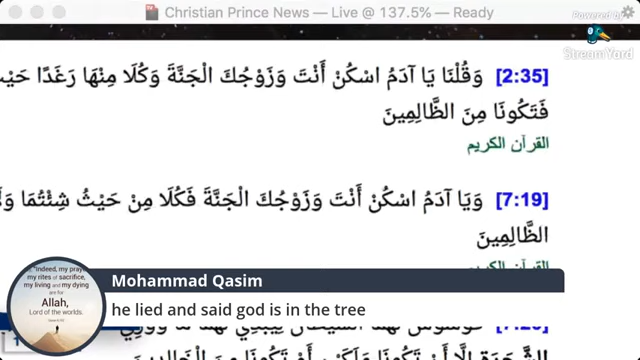 Christian Prince News — Live @ 137.5% — Ready
Powered by
StreamYard
[2:35] وَقُلْنَا يَا آدَمُ اسْكُنْ أَنْتَ وَزَوْجُكَ الْجَنَّةَ وَكُلَا مِنْهَا رَغَدًا
فَتَكُونَا مِنَ الظَّالِمِينَ
القرآن الكريم
[7:19] وَيَا آدَمُ اسْكُنْ أَنْتَ وَزَوْجُكَ الْجَنَّةَ فَكُلَا مِنْ حَيْثُ شِئْتُمَا
الظَّالِمِينَ
"Indeed, my prayer,
my rites of sacrifice,
my living and my dying
are for
Allah,
Lord of the worlds.
Mohammad Qasim
he lied and said god is in the tree